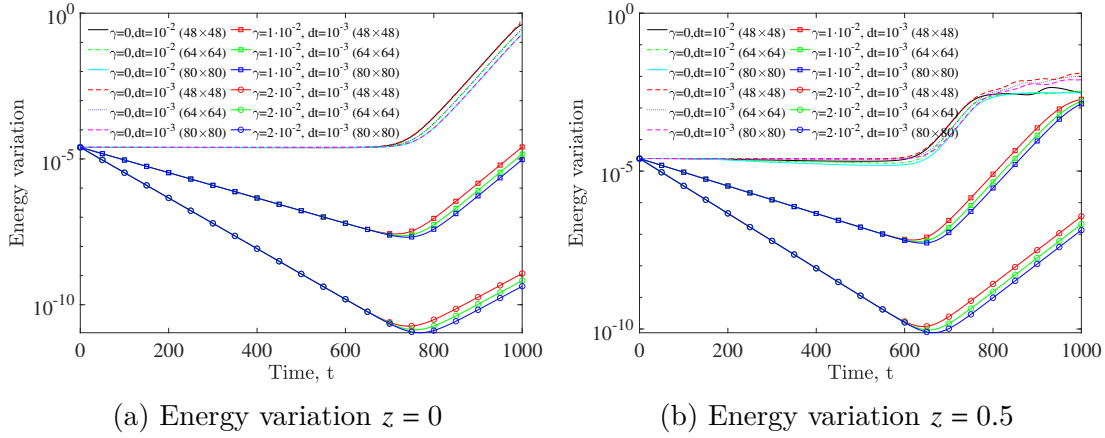 10^0
γ=0,dt=10^-2 (48×48) γ=1·10^-2, dt=10^-3 (48×48)
γ=0,dt=10^-2 (64×64) γ=1·10^-2, dt=10^-3 (64×64)
γ=0,dt=10^-2 (80×80) γ=1·10^-2, dt=10^-3 (80×80)
γ=0,dt=10^-3 (48×48) γ=2·10^-2, dt=10^-3 (48×48)
γ=0,dt=10^-3 (64×64) γ=2·10^-2, dt=10^-3 (64×64)
γ=0,dt=10^-3 (80×80) γ=2·10^-2, dt=10^-3 (80×80)
Energy variation
10^-5
10^-10
0 200 400 600 800 1000
Time, t
(a) Energy variation z = 0
10^0
γ=0,dt=10^-2 (48×48) γ=1·10^-2, dt=10^-3 (48×48)
γ=0,dt=10^-2 (64×64) γ=1·10^-2, dt=10^-3 (64×64)
γ=0,dt=10^-2 (80×80) γ=1·10^-2, dt=10^-3 (80×80)
γ=0,dt=10^-3 (48×48) γ=2·10^-2, dt=10^-3 (48×48)
γ=0,dt=10^-3 (64×64) γ=2·10^-2, dt=10^-3 (64×64)
γ=0,dt=10^-3 (80×80) γ=2·10^-2, dt=10^-3 (80×80)
Energy variation
10^-5
10^-10
0 200 400 600 800 1000
Time, t
(b) Energy variation z = 0.5